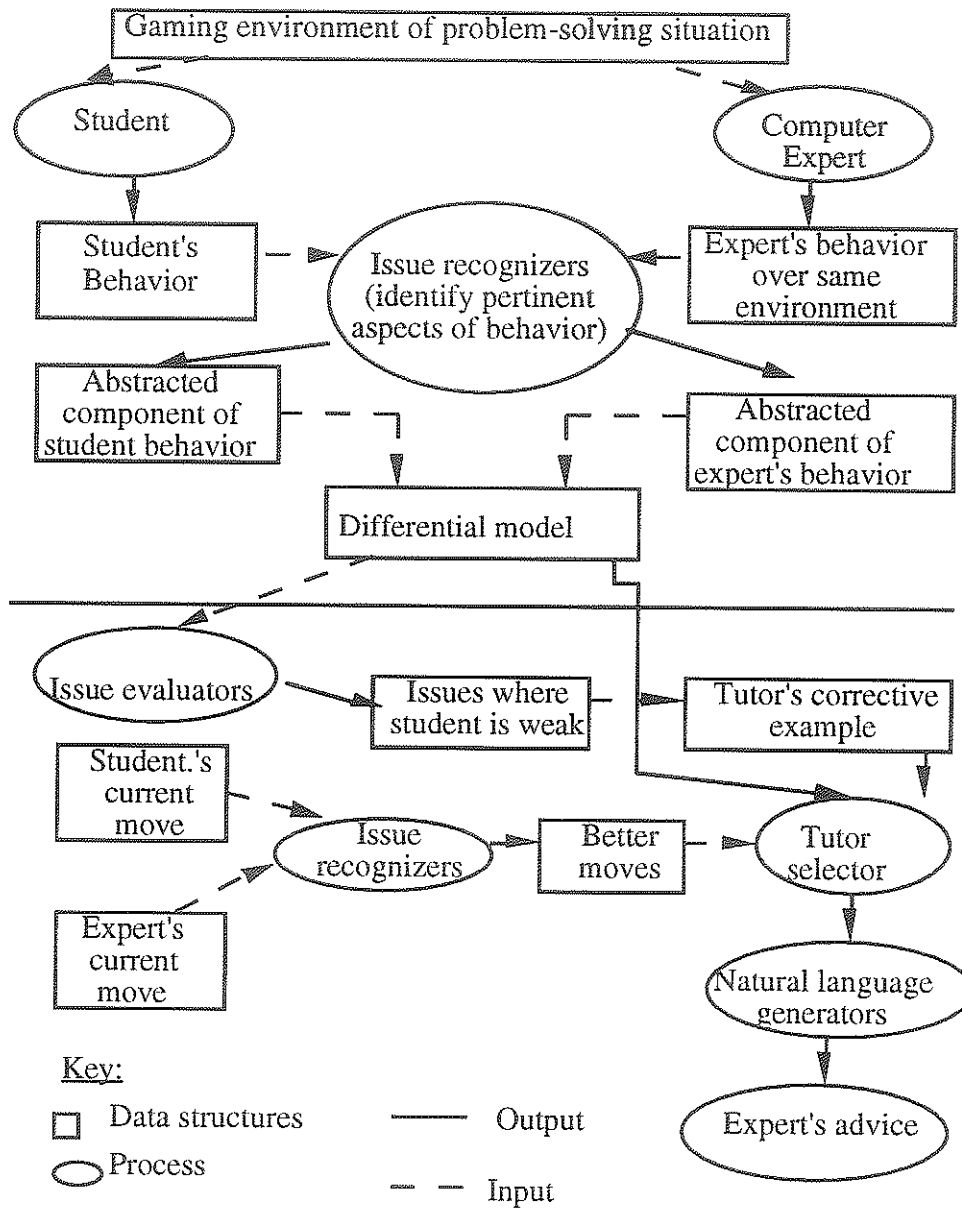 Gaming environment of problem-solving situation
Student
Computer
Expert
Student's
Behavior
Issue recognizers
(identify pertinent
aspects of behavior)
Expert's behavior
over same
environment
Abstracted
component of
student behavior
Abstracted
component of
expert's behavior
Differential model
Issue evaluators
Issues where
student is weak
Tutor's corrective
example
Student.'s
current
move
Issue
recognizers
Better
moves
Tutor
selector
Expert's
current
move
Natural language
generators
Expert's advice
Key:
Data structures
Process
Output
Input